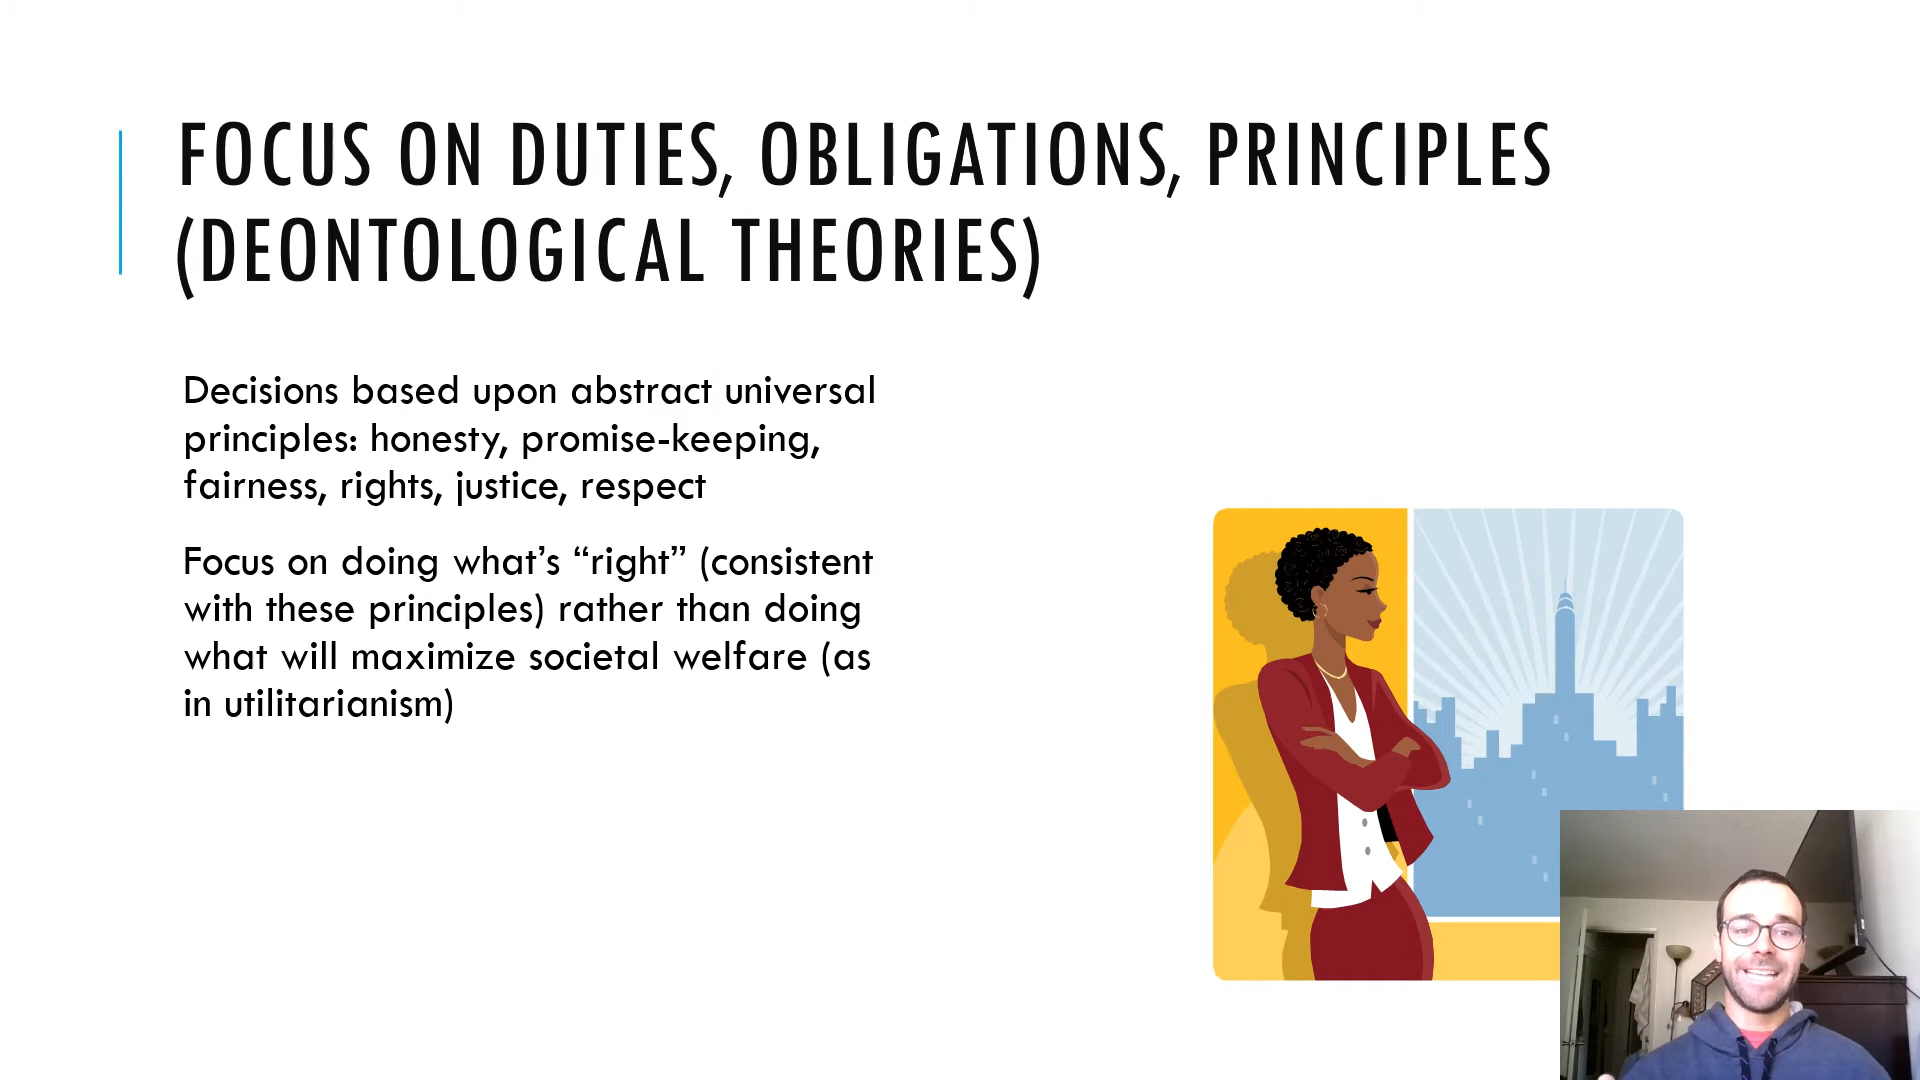 FOCUS ON DUTIES, OBLIGATIONS, PRINCIPLES
(DEONTOLOGICAL THEORIES)
Decisions based upon abstract universal
principles: honesty, promise-keeping,
fairness, rights, justice, respect
Focus on doing what’s “right” (consistent
with these principles) rather than doing
what will maximize societal welfare (as
in utilitarianism)